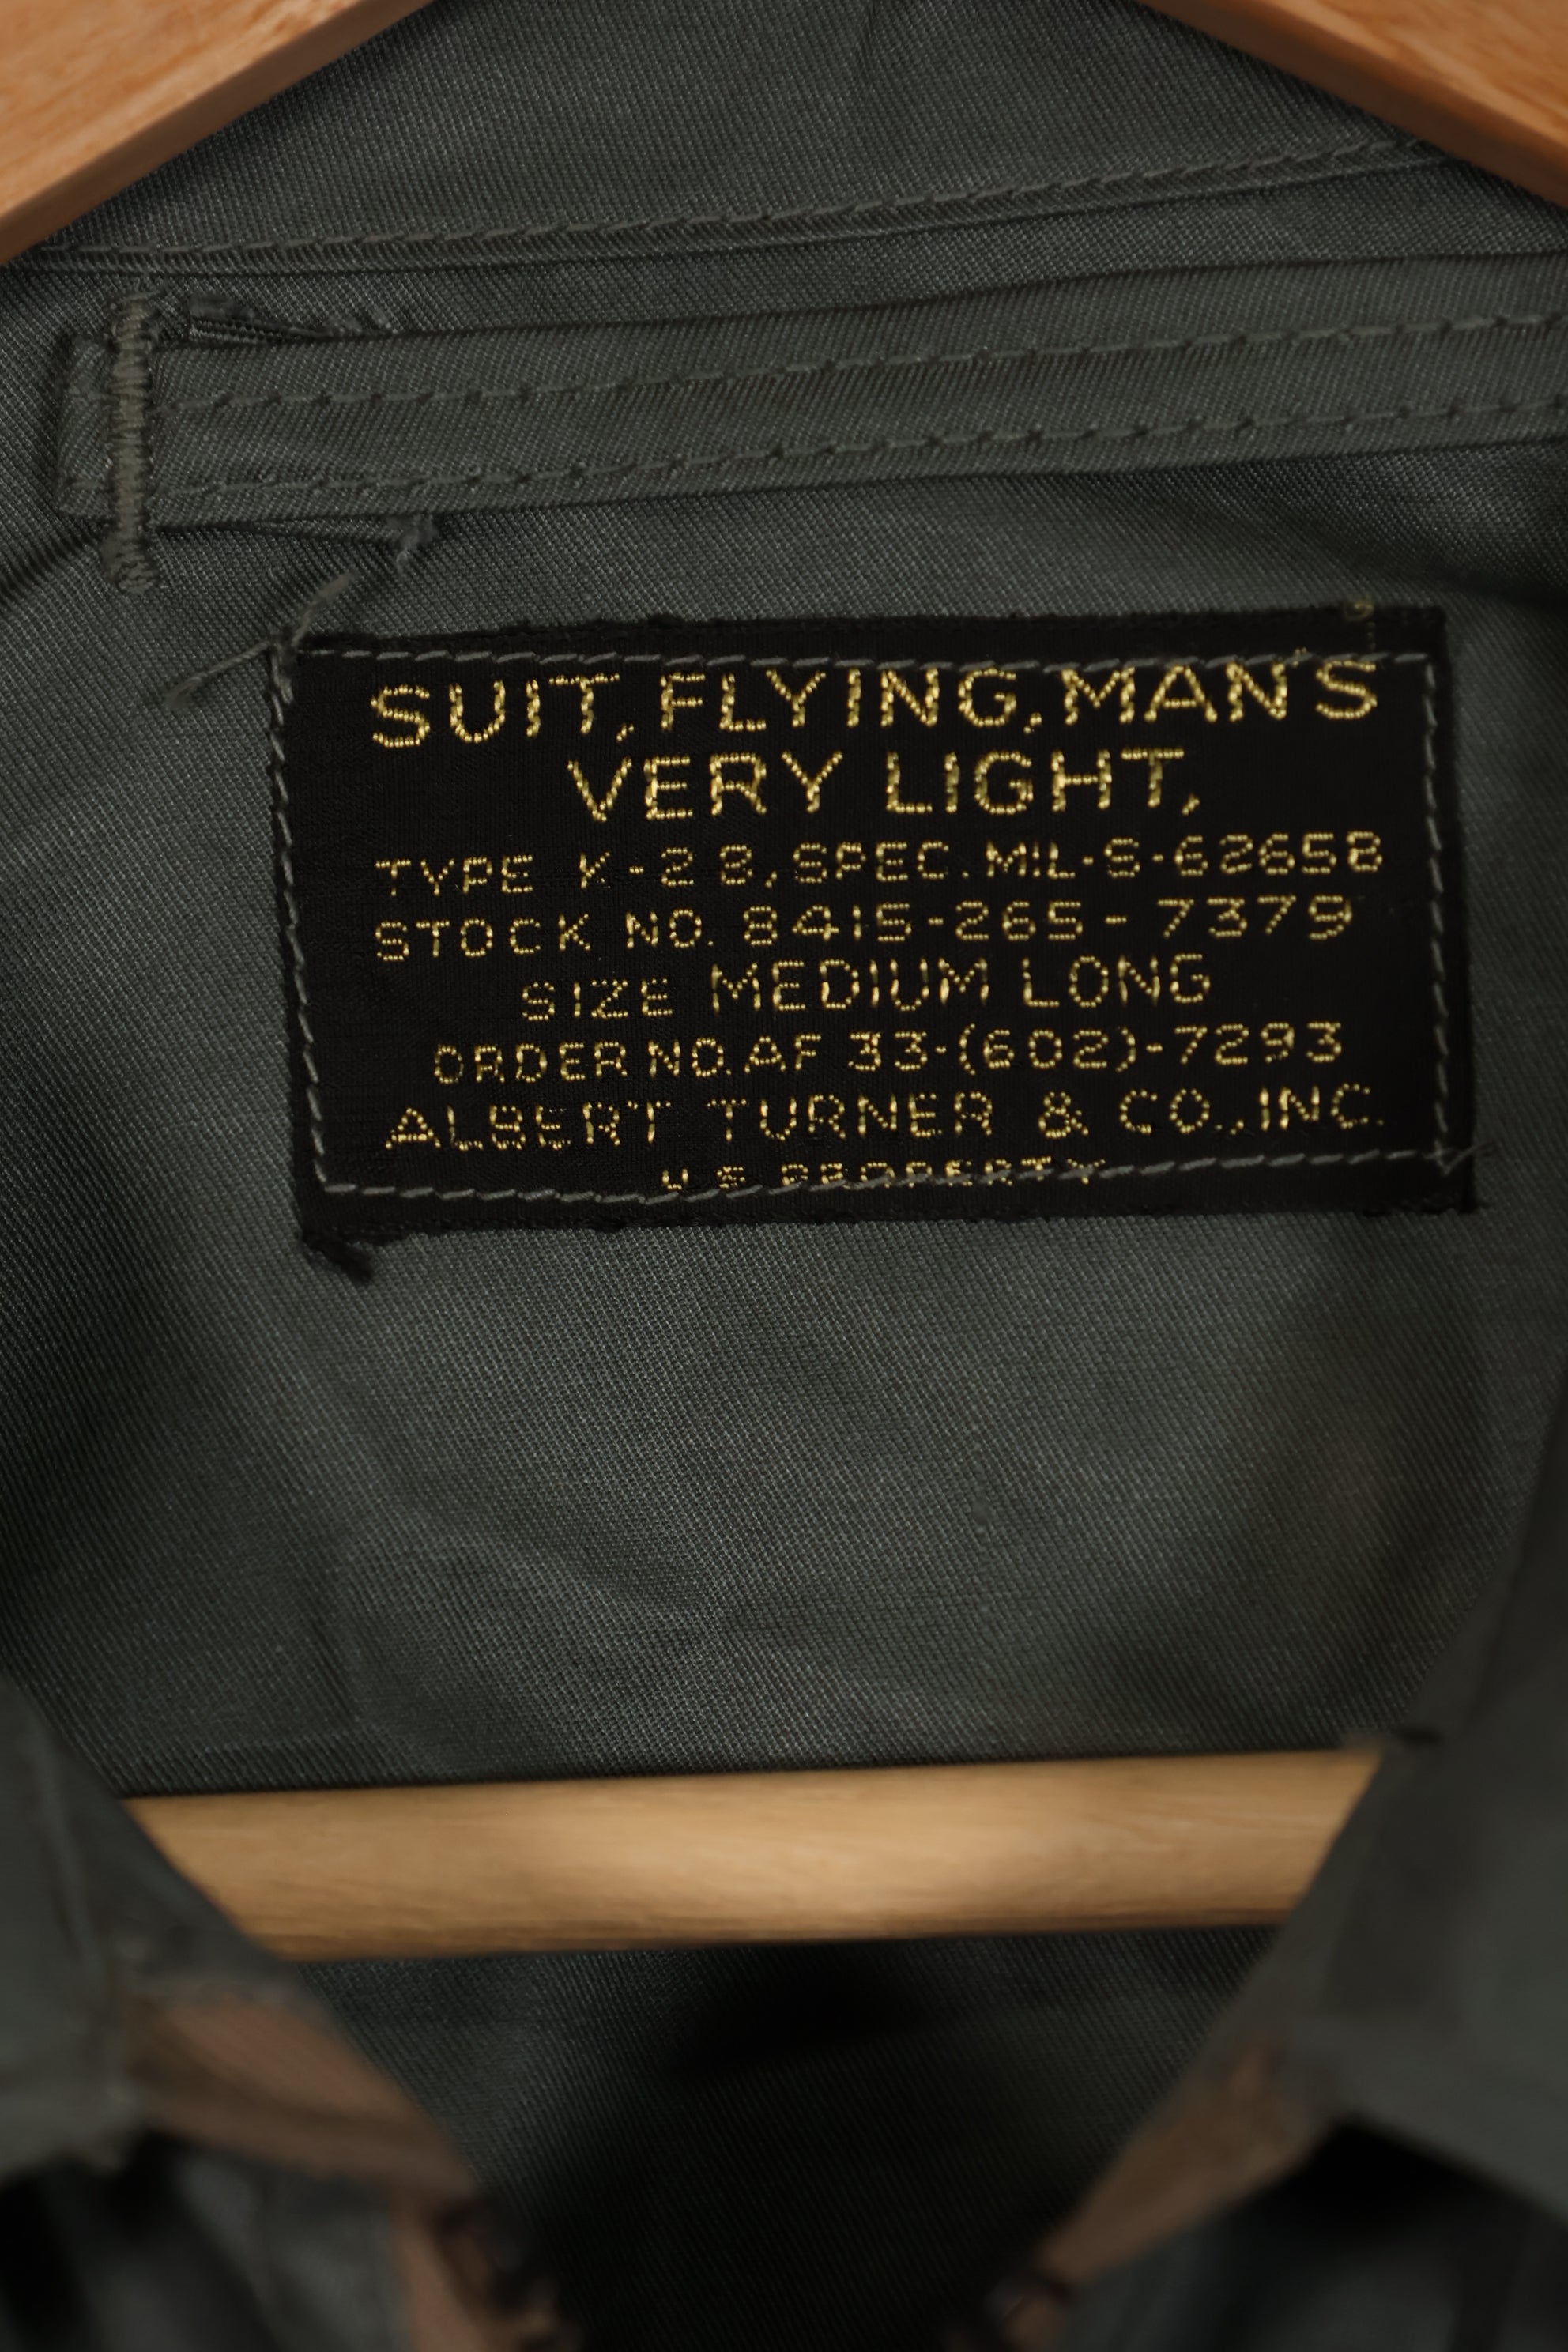 SUIT, FLYING, MAN'S
VERY LIGHT,
TYPE K-2B, SPEC. MIL-S-6265B
STOCK NO. 8415-265-7379
SIZE MEDIUM LONG
ORDER NO. AF 33-(602)-7293
ALBERT TURNER & CO., INC.
U S PROPERTY